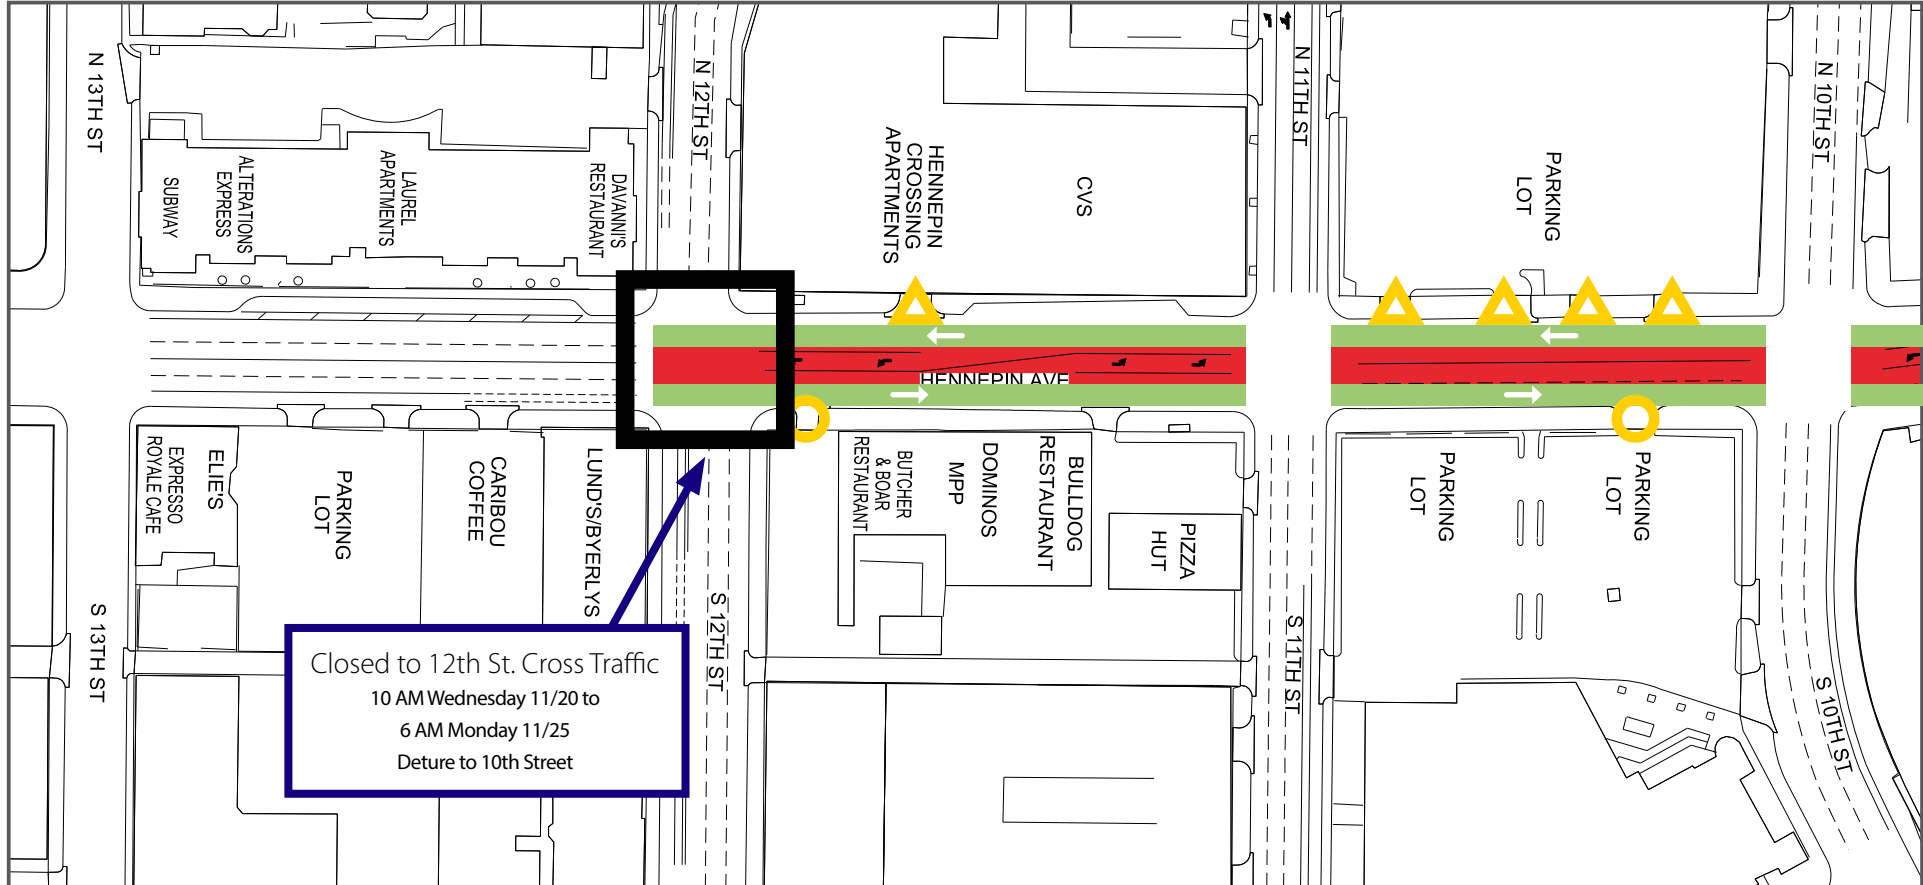 N 13TH ST
N 12TH ST
N 11TH ST
N 10TH ST
SUBWAY
ALTERATIONS
EXPRESS
LAUREL
APARTMENTS
DAVANNI'S
RESTAURANT
HENNEPIN
CROSSING
APARTMENTS
CVS
PARKING
LOT
HENNEPIN AVE
EXPRESSO
ROYALE CAFE
ELIE'S
PARKING
LOT
CARIBOU
COFFEE
LUND'S/BYERLYS
BUTCHER
& BOAR
RESTAURANT
MPP
DOMINOS
BULLDOG
RESTAURANT
PIZZA
HUT
PARKING
LOT
PARKING
LOT
S 13TH ST
S 12TH ST
S 11TH ST
S 10TH ST
Closed to 12th St. Cross Traffic
10 AM Wednesday 11/20 to
6 AM Monday 11/25
Deture to 10th Street